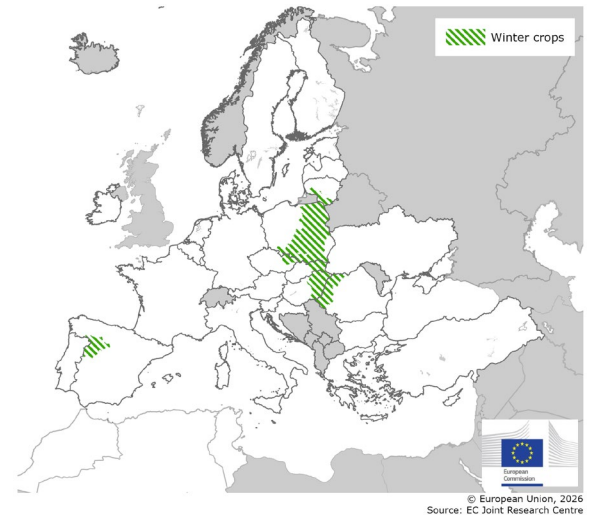 Winter crops
European
Commission
© European Union, 2026
Source: EC Joint Research Centre